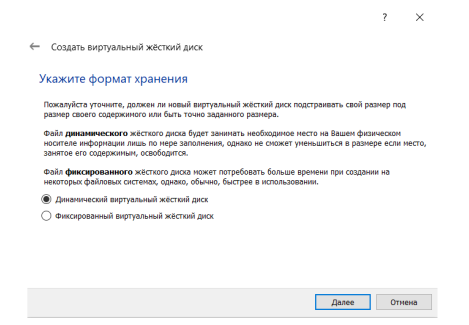 ?
Создать виртуальный жёсткий диск
Укажите формат хранения
Пожалуйста уточните, должен ли новый виртуальный жёсткий диск подстраивать свой размер под
размер своего содержимого или быть точно заданного размера.
Файл динамического жёсткого диска будет занимать необходимое место на Вашем физическом
носителе информации лишь по мере заполнения, однако не сможет уменьшиться в размере если место,
занятое его содержимым, освободится.
Файл фиксированного жёсткого диска может потребовать больше времени при создании на
некоторых файловых системах, однако, обычно, быстрее в использовании.
Динамический виртуальный жёсткий диск
Фиксированный виртуальный жёсткий диск
Далее
Отмена